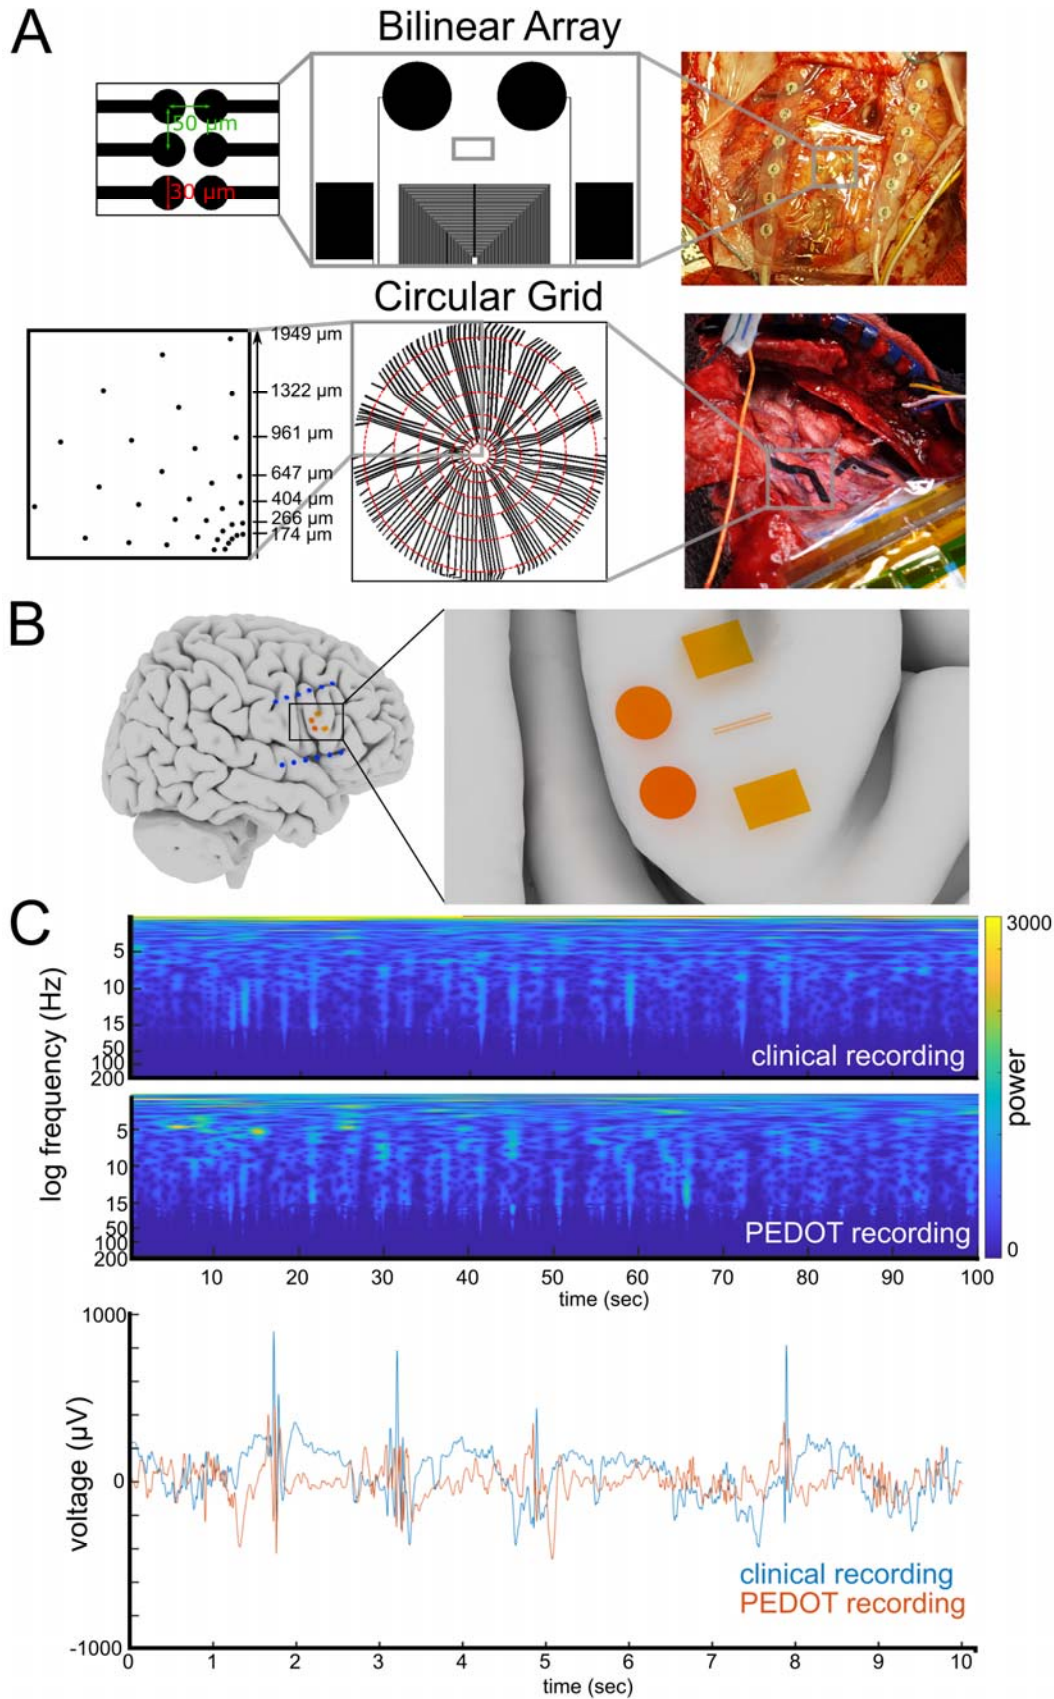 A
Bilinear Array
50 μm
30 μm
Circular Grid
1949 μm
1322 μm
961 μm
647 μm
404 μm
266 μm
174 μm
B
C
log frequency (Hz)
5
10
15
50
100
200
clinical recording
3000
power
0
5
10
15
50
100
200
PEDOT recording
10 20 30 40 50 60 70 80 90 100
time (sec)
voltage (μV)
1000
0
-1000
clinical recording
PEDOT recording
0 1 2 3 4 5 6 7 8 9 10
time (sec)